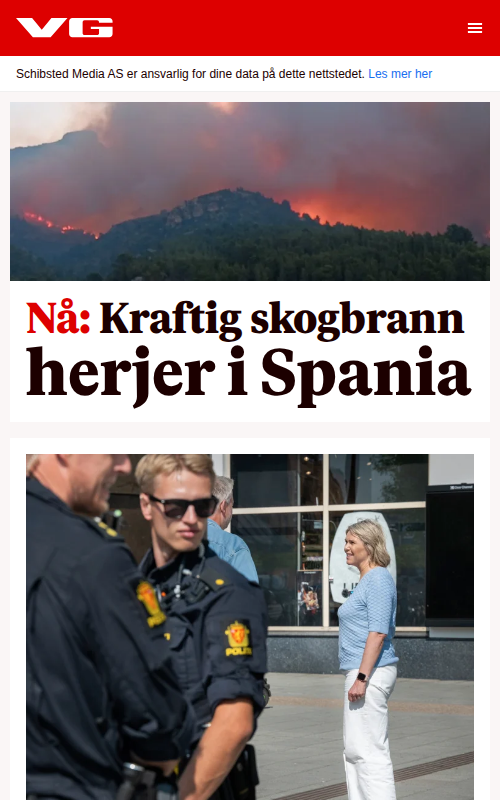 VG
Schibsted Media AS er ansvarlig for dine data på dette nettstedet. Les mer her
Nå: Kraftig skogbrann
herjer i Spania
POLITI